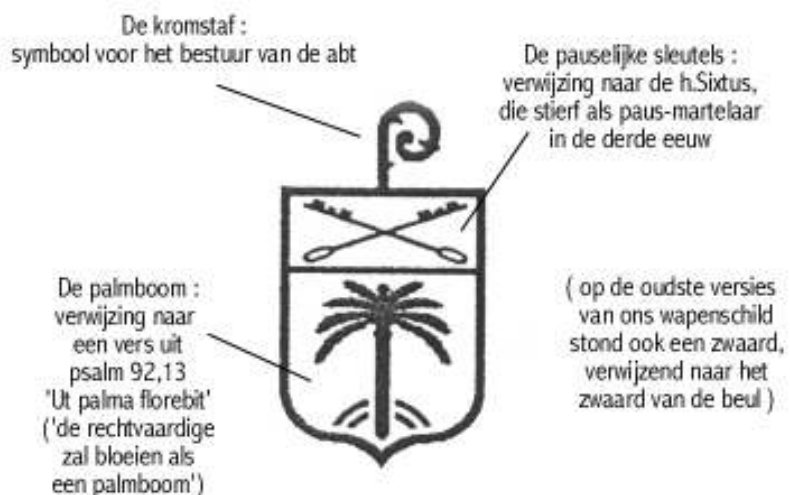 De kromstaf :
symbool voor het bestuur van de abt
De pauselijke sleutels :
verwijzing naar de h.Sixtus,
die stierf als paus-martelaar
in de derde eeuw
De palmboom :
verwijzing naar
een vers uit
psalm 92,13
'Ut palma florebit'
('de rechtvaardige
zal bloeien als
een palmboom')
( op de oudste versies
van ons wapenschild
stond ook een zwaard,
verwijzend naar het
zwaard van de beul )